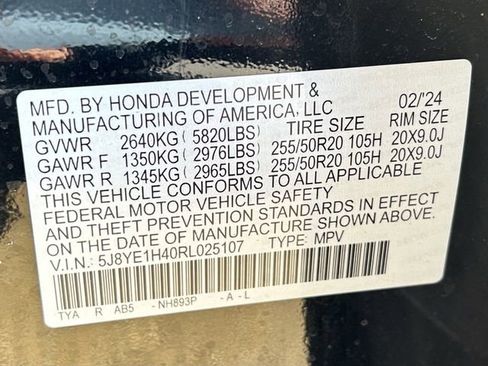 MFD. BY HONDA DEVELOPMENT &
MANUFACTURING OF AMERICA, LLC 02/'24
GVWR 2640KG ( 5820LBS) TIRE SIZE RIM SIZE
GAWR F 1350KG ( 2976LBS) 255/50R20 105H 20X9.0J
GAWR R 1345KG ( 2965LBS) 255/50R20 105H 20X9.0J
THIS VEHICLE CONFORMS TO ALL APPLICABLE
FEDERAL MOTOR VEHICLE SAFETY
AND THEFT PREVENTION STANDARDS IN EFFECT
ON THE DATE OF MANUFACTURE SHOWN ABOVE.
V.I.N.: 5J8YE1H40RL025107 TYPE: MPV
TYA R AB5 -NH893P -A-L